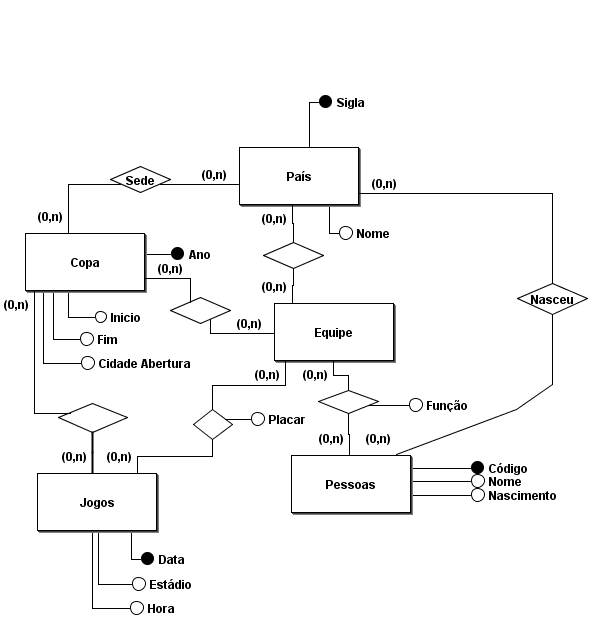 Sigla
(0,n)
Sede
País
(0,n)
(0,n)
(0,n)
Nome
Copa
Ano
(0,n)
(0,n)
(0,n)
Nasceu
Inicio
(0,n)
Equipe
Fim
Cidade Abertura
(0,n)
(0,n)
Função
Placar
(0,n)
(0,n)
(0,n)
(0,n)
Código
Nome
Pessoas
Nascimento
Jogos
Data
Estádio
Hora